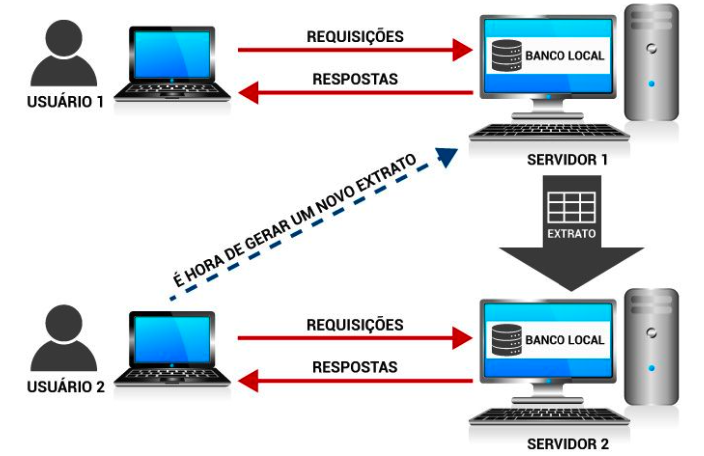 REQUISIÇÕES
BANCO LOCAL
RESPOSTAS
USUÁRIO 1
SERVIDOR 1
É HORA DE GERAR UM NOVO EXTRATO
EXTRATO
REQUISIÇÕES
BANCO LOCAL
RESPOSTAS
USUÁRIO 2
SERVIDOR 2